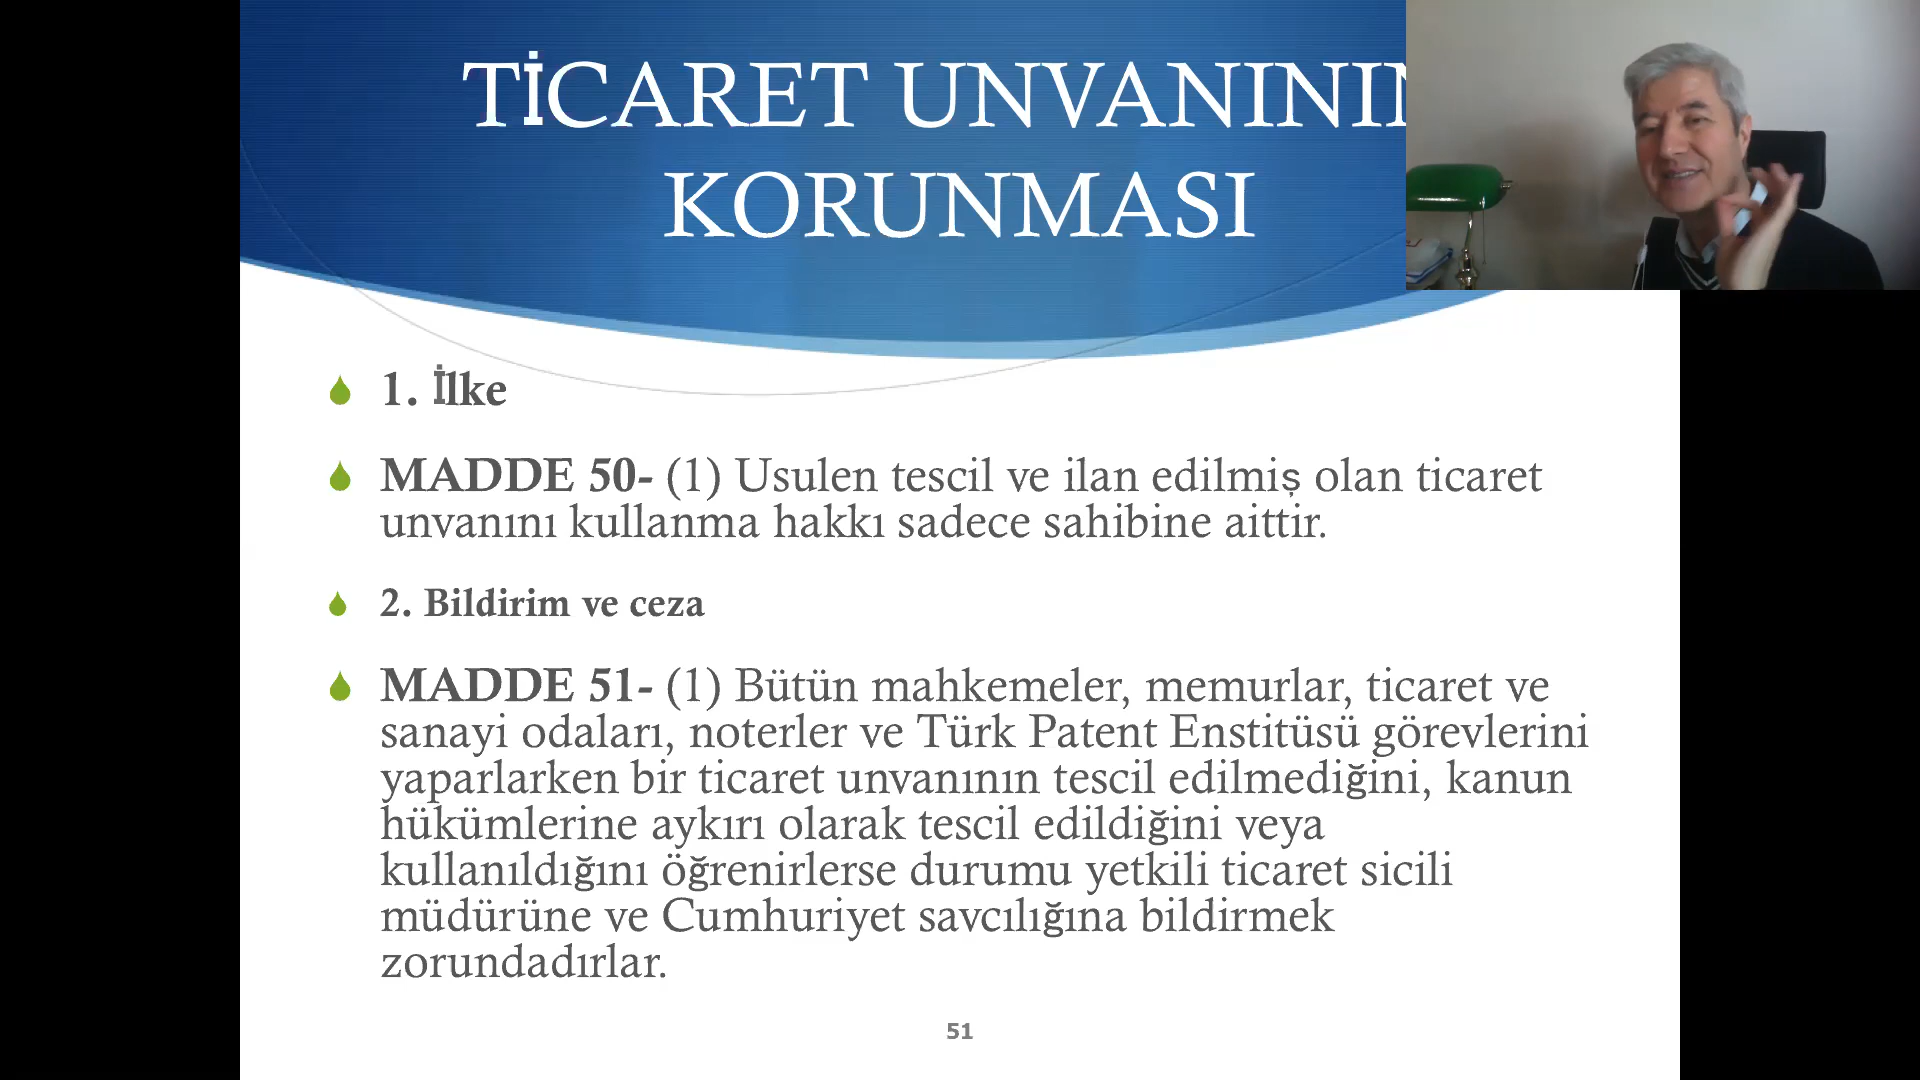 TİCARET UNVANININ
KORUNMASI
1. İlke
MADDE 50- (1) Usulen tescil ve ilan edilmiş olan ticaret
unvanını kullanma hakkı sadece sahibine aittir.
2. Bildirim ve ceza
MADDE 51- (1) Bütün mahkemeler, memurlar, ticaret ve
sanayi odaları, noterler ve Türk Patent Enstitüsü görevlerini
yaparlarken bir ticaret unvanının tescil edilmediğini, kanun
hükümlerine aykırı olarak tescil edildiğini veya
kullanıldığını öğrenirlerse durumu yetkili ticaret sicili
müdürüne ve Cumhuriyet savcılığına bildirmek
zorundadırlar.
51